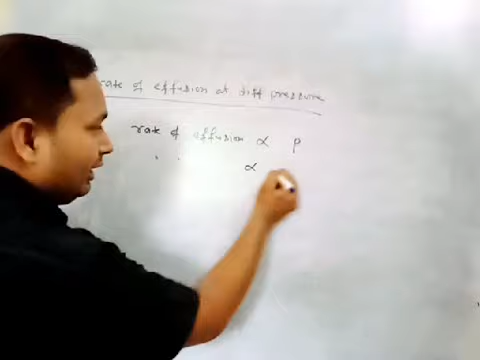 rate of effusion at diff pressure
rate of effusion ∝ P
" " ∝